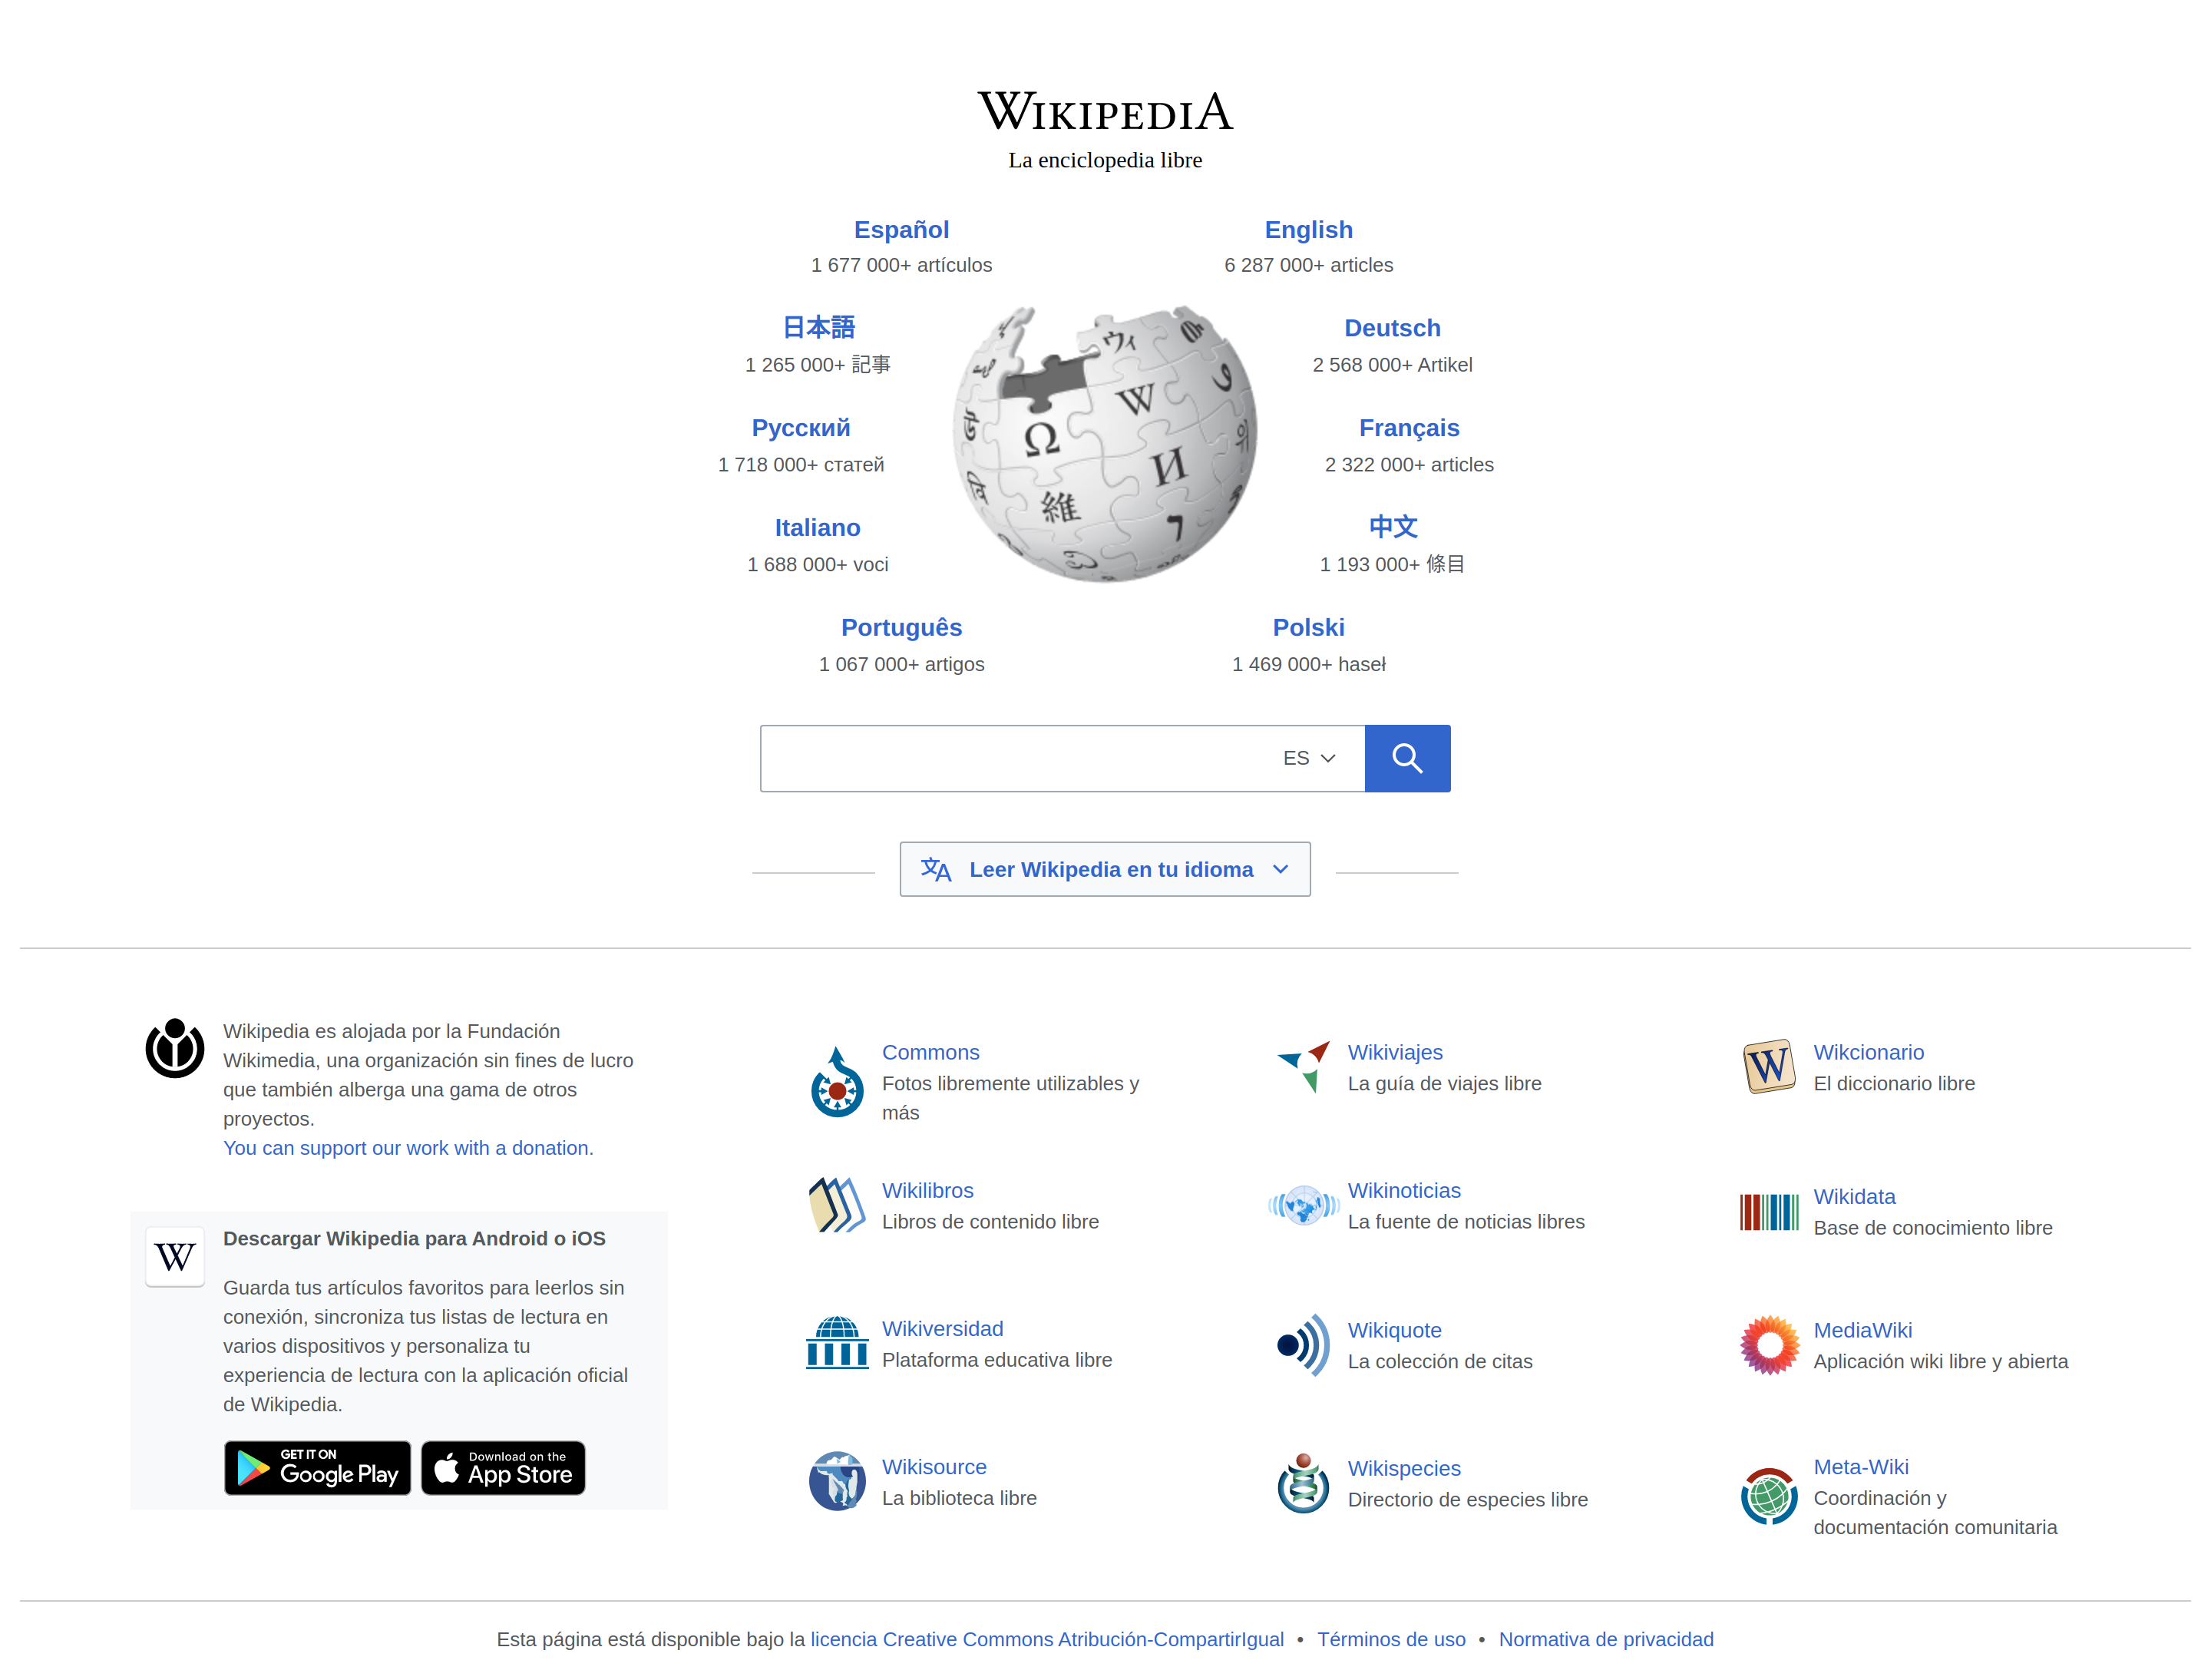 WIKIPEDIA
La enciclopedia libre
Español
1 677 000+ artículos
English
6 287 000+ articles
日本語
1 265 000+ 記事
Deutsch
2 568 000+ Artikel
Русский
1 718 000+ статей
Français
2 322 000+ articles
Italiano
1 688 000+ voci
中文
1 193 000+ 條目
Português
1 067 000+ artigos
Polski
1 469 000+ haseł
Ω
W
И
維
ウィ
ES
文A Leer Wikipedia en tu idioma
Wikipedia es alojada por la Fundación
Wikimedia, una organización sin fines de lucro
que también alberga una gama de otros
proyectos.
You can support our work with a donation.
W
Descargar Wikipedia para Android o iOS
Guarda tus artículos favoritos para leerlos sin
conexión, sincroniza tus listas de lectura en
varios dispositivos y personaliza tu
experiencia de lectura con la aplicación oficial
de Wikipedia.
GET IT ON
Google Play
Download on the
App Store
Commons
Fotos libremente utilizables y
más
Wikiviajes
La guía de viajes libre
W
Wikcionario
El diccionario libre
Wikilibros
Libros de contenido libre
Wikinoticias
La fuente de noticias libres
Wikidata
Base de conocimiento libre
Wikiversidad
Plataforma educativa libre
Wikiquote
La colección de citas
MediaWiki
Aplicación wiki libre y abierta
Wikisource
La biblioteca libre
Wikispecies
Directorio de especies libre
Meta-Wiki
Coordinación y
documentación comunitaria
Esta página está disponible bajo la licencia Creative Commons Atribución-CompartirIgual • Términos de uso • Normativa de privacidad